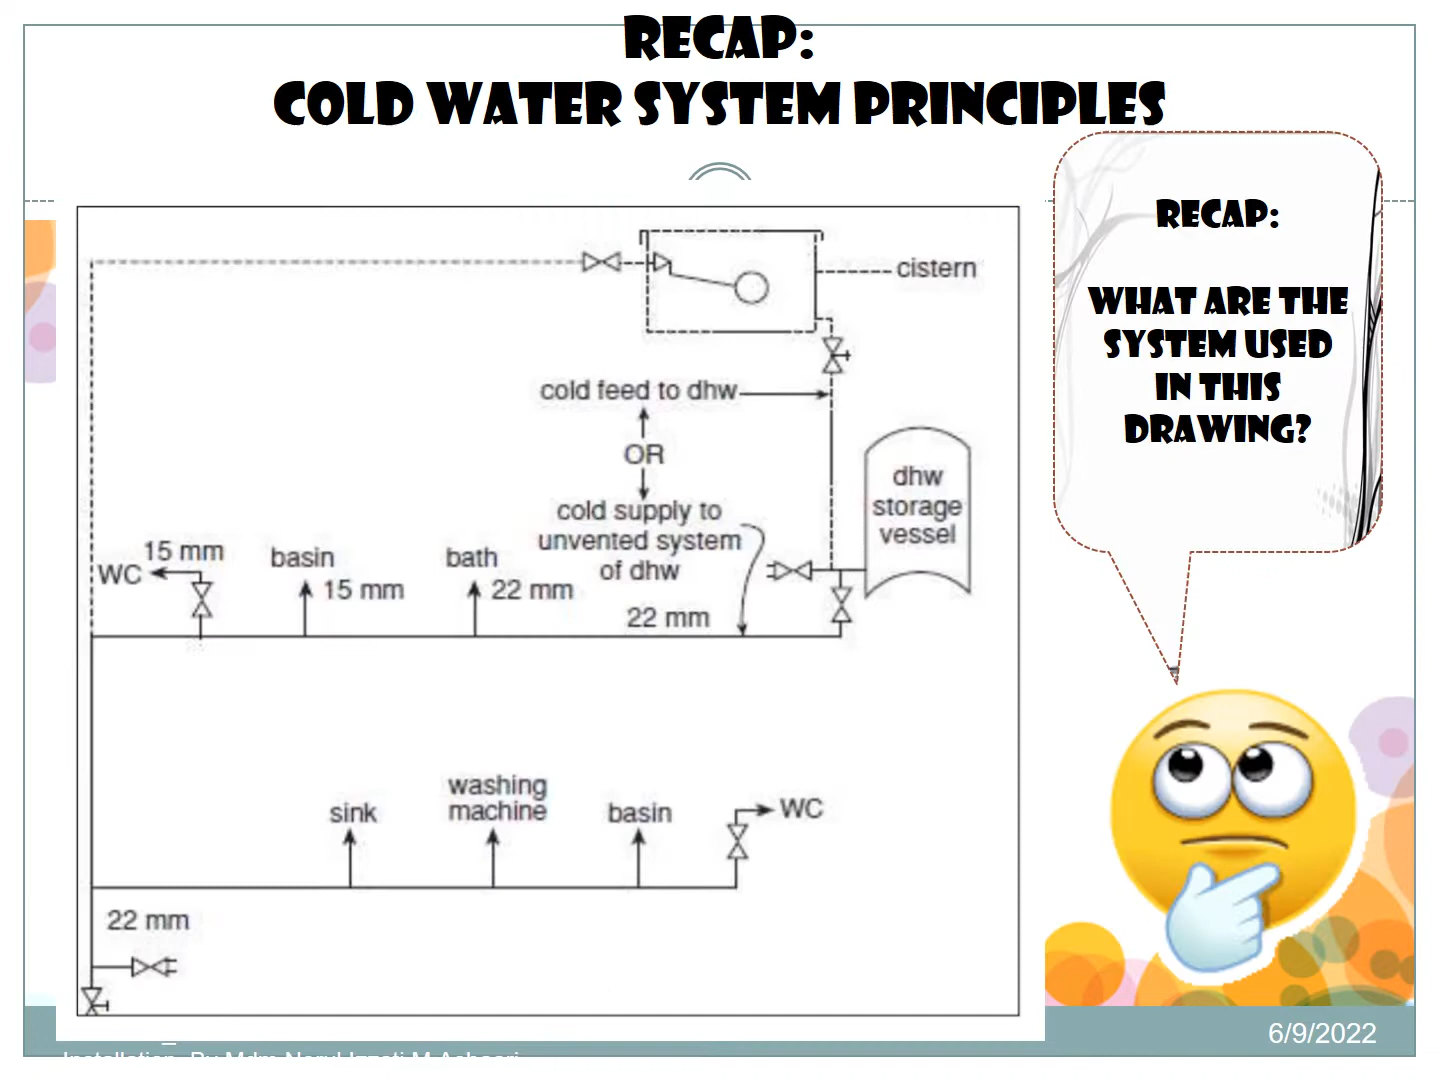 RECAP:
COLD WATER SYSTEM PRINCIPLES
RECAP:
WHAT ARE THE
SYSTEM USED
IN THIS
DRAWING?
cistern
cold feed to dhw
OR
cold supply to
unvented system
of dhw
dhw
storage
vessel
WC
15 mm
basin
15 mm
bath
22 mm
22 mm
sink
washing
machine
basin
WC
22 mm
6/9/2022